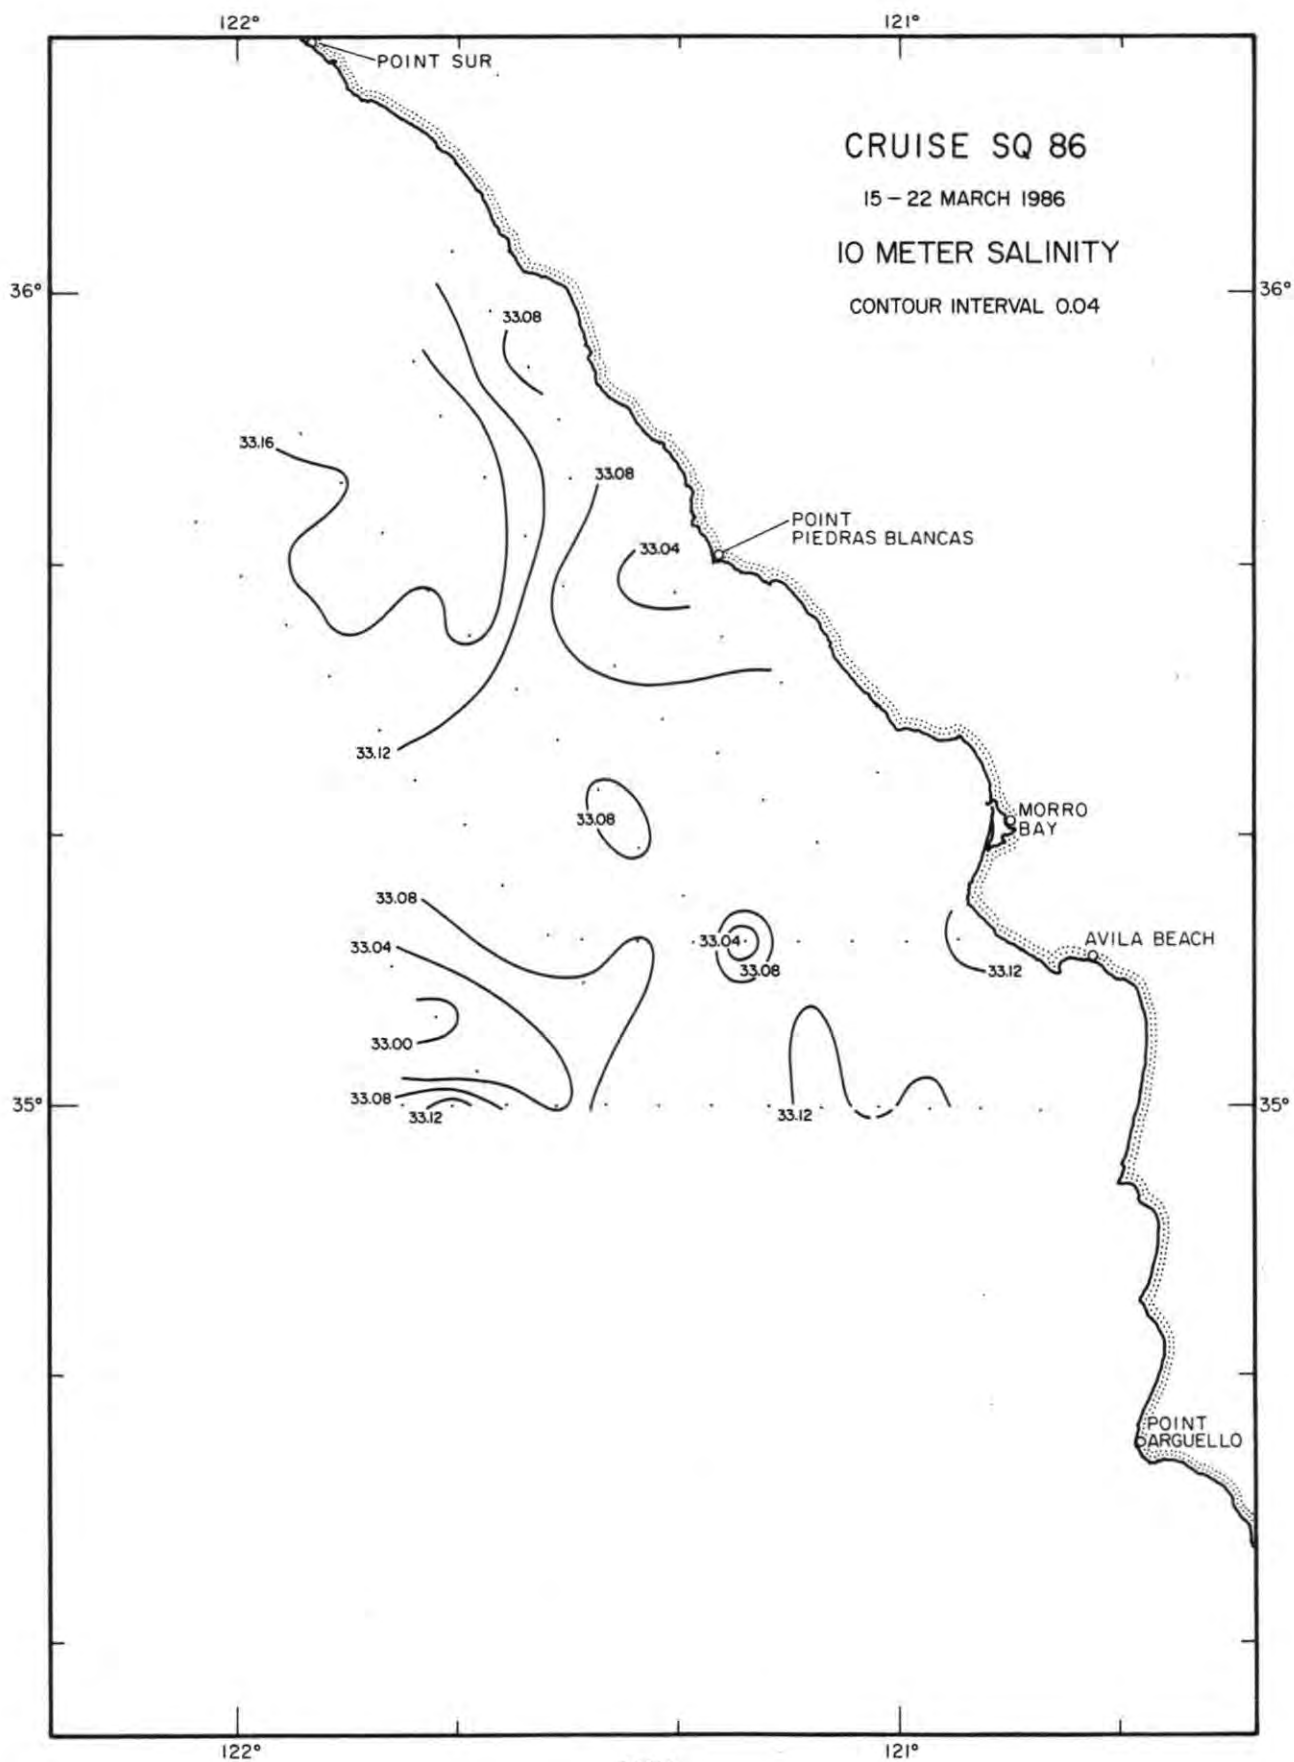 122°
121°
POINT SUR
CRUISE SQ 86
15 – 22 MARCH 1986
10 METER SALINITY
CONTOUR INTERVAL 0.04
36°
36°
33.08
33.16
33.08
POINT
PIEDRAS BLANCAS
33.04
33.12
33.08
MORRO
BAY
33.08
33.04
33.04
33.08
33.12
AVILA BEACH
33.00
33.08
33.12
33.12
35°
35°
POINT
ARGUELLO
122°
121°